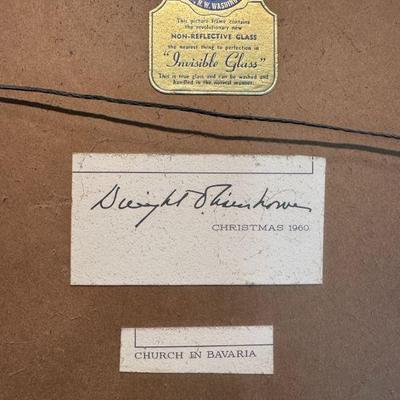 N. W. WASHIN
This picture frame contains
the revolutionary new
NON-REFLECTIVE GLASS
the nearest thing to perfection in
"Invisible Glass"
This is true glass and can be washed and
handled in the normal manner.
Dwight D Eisenhower
CHRISTMAS 1960
CHURCH IN BAVARIA